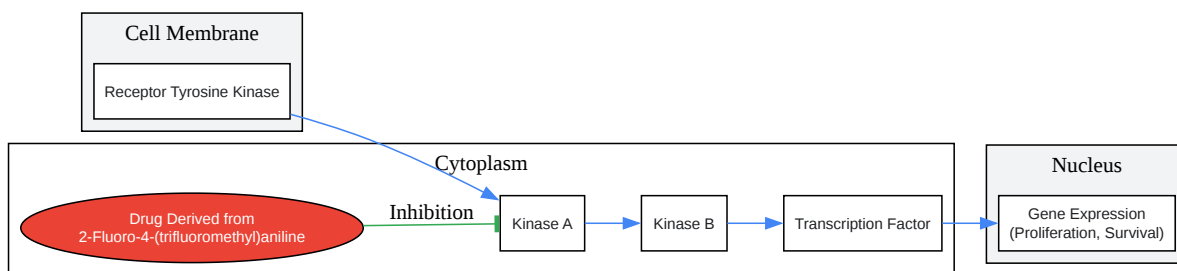 Cell Membrane
Receptor Tyrosine Kinase
Cytoplasm
Nucleus
Drug Derived from
2-Fluoro-4-(trifluoromethyl)aniline
Inhibition
Kinase A
Kinase B
Transcription Factor
Gene Expression
(Proliferation, Survival)